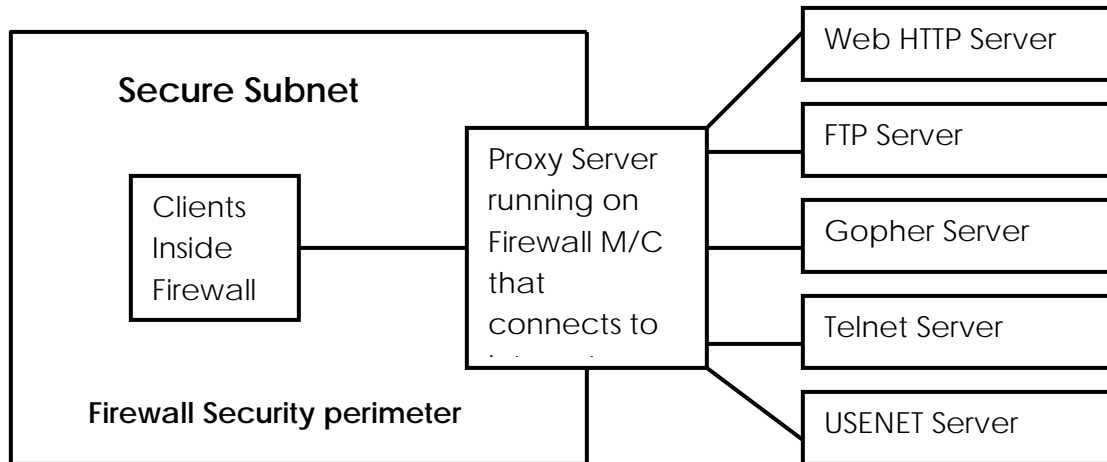 Secure Subnet
Clients
Inside
Firewall
Firewall Security perimeter
Proxy Server
running on
Firewall M/C
that
connects to
Web HTTP Server
FTP Server
Gopher Server
Telnet Server
USENET Server